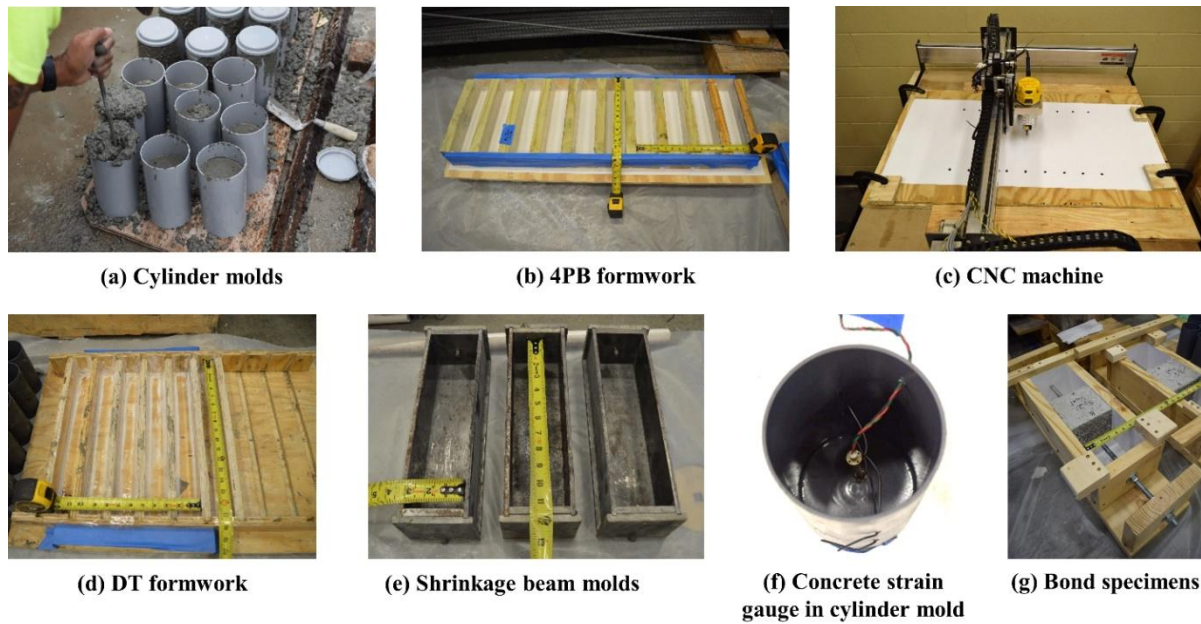 (a) Cylinder molds
(b) 4PB formwork
(c) CNC machine
(d) DT formwork
(e) Shrinkage beam molds
(f) Concrete strain
gauge in cylinder mold
(g) Bond specimens